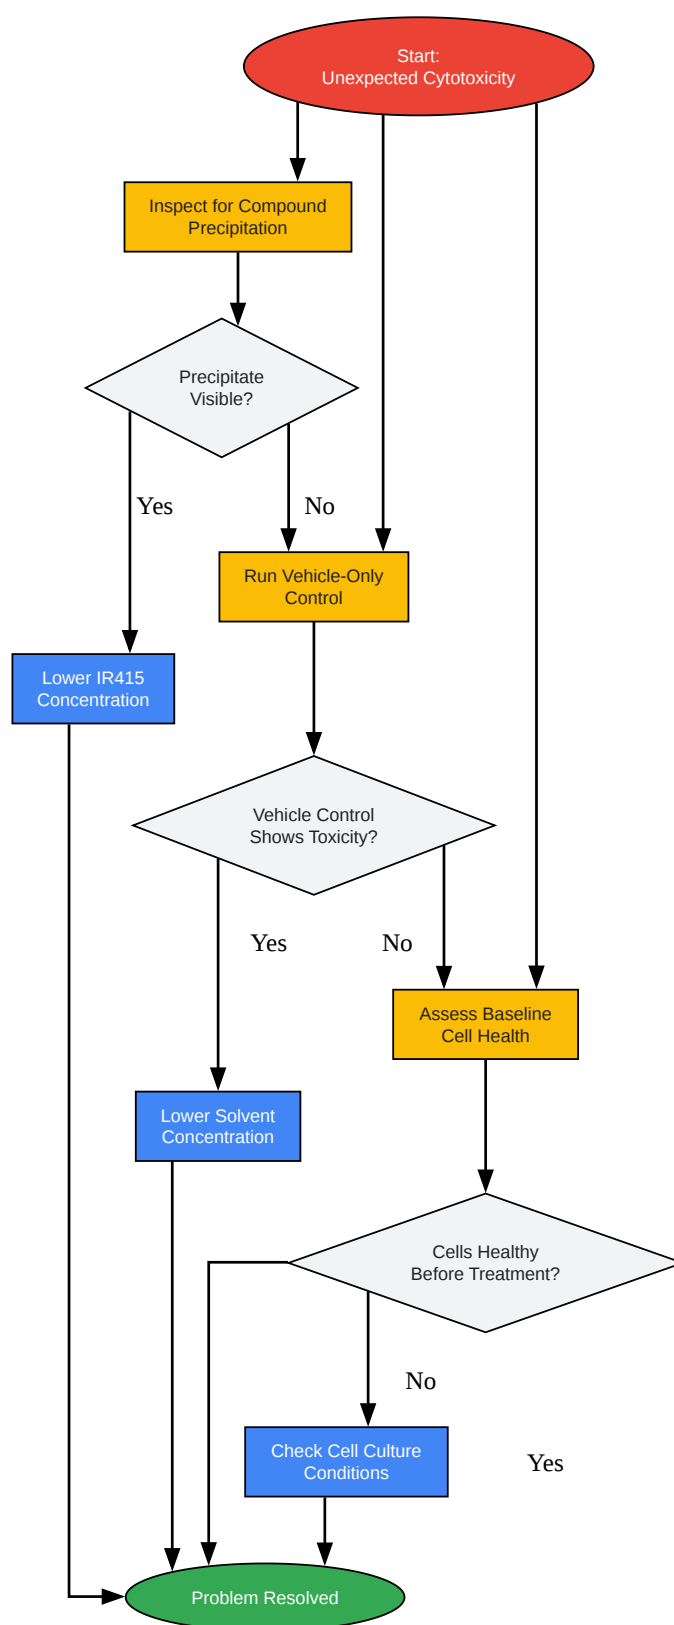 Start:
Unexpected Cytotoxicity
Inspect for Compound
Precipitation
Precipitate
Visible?
Yes
No
Run Vehicle-Only
Control
Lower IR415
Concentration
Vehicle Control
Shows Toxicity?
Yes
No
Assess Baseline
Cell Health
Lower Solvent
Concentration
Cells Healthy
Before Treatment?
No
Check Cell Culture
Conditions
Yes
Problem Resolved